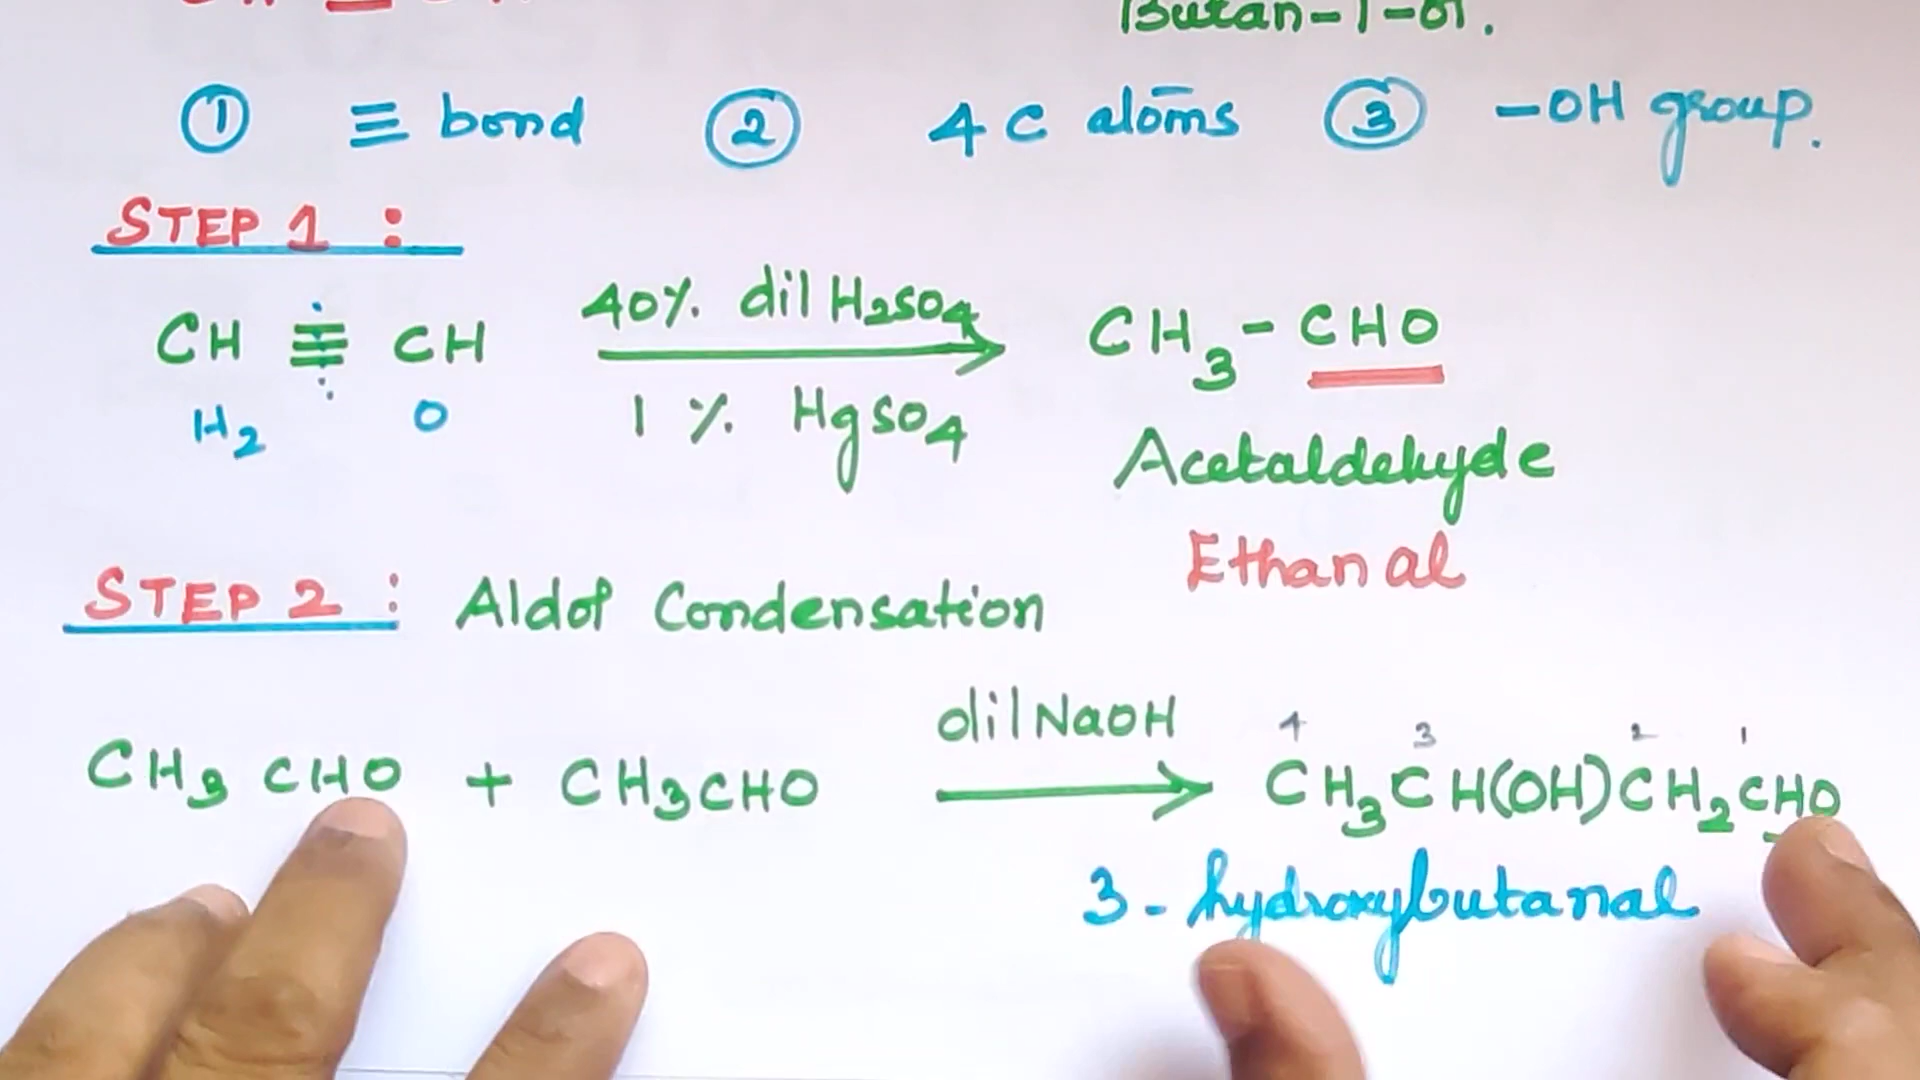 Butan-1-ol.
① ≡ bond ② 4 C atoms ③ -OH group.
STEP 1 :
CH ≡ CH 40% dil H2SO4 CH3 - CHO
H2 O 1 % HgSO4
Acetaldehyde
Ethanal
STEP 2 : Aldol Condensation
dil NaOH 4 3 2 1
CH3 CHO + CH3CHO → CH3CH(OH)CH2CHO
3 - hydroxybutanal